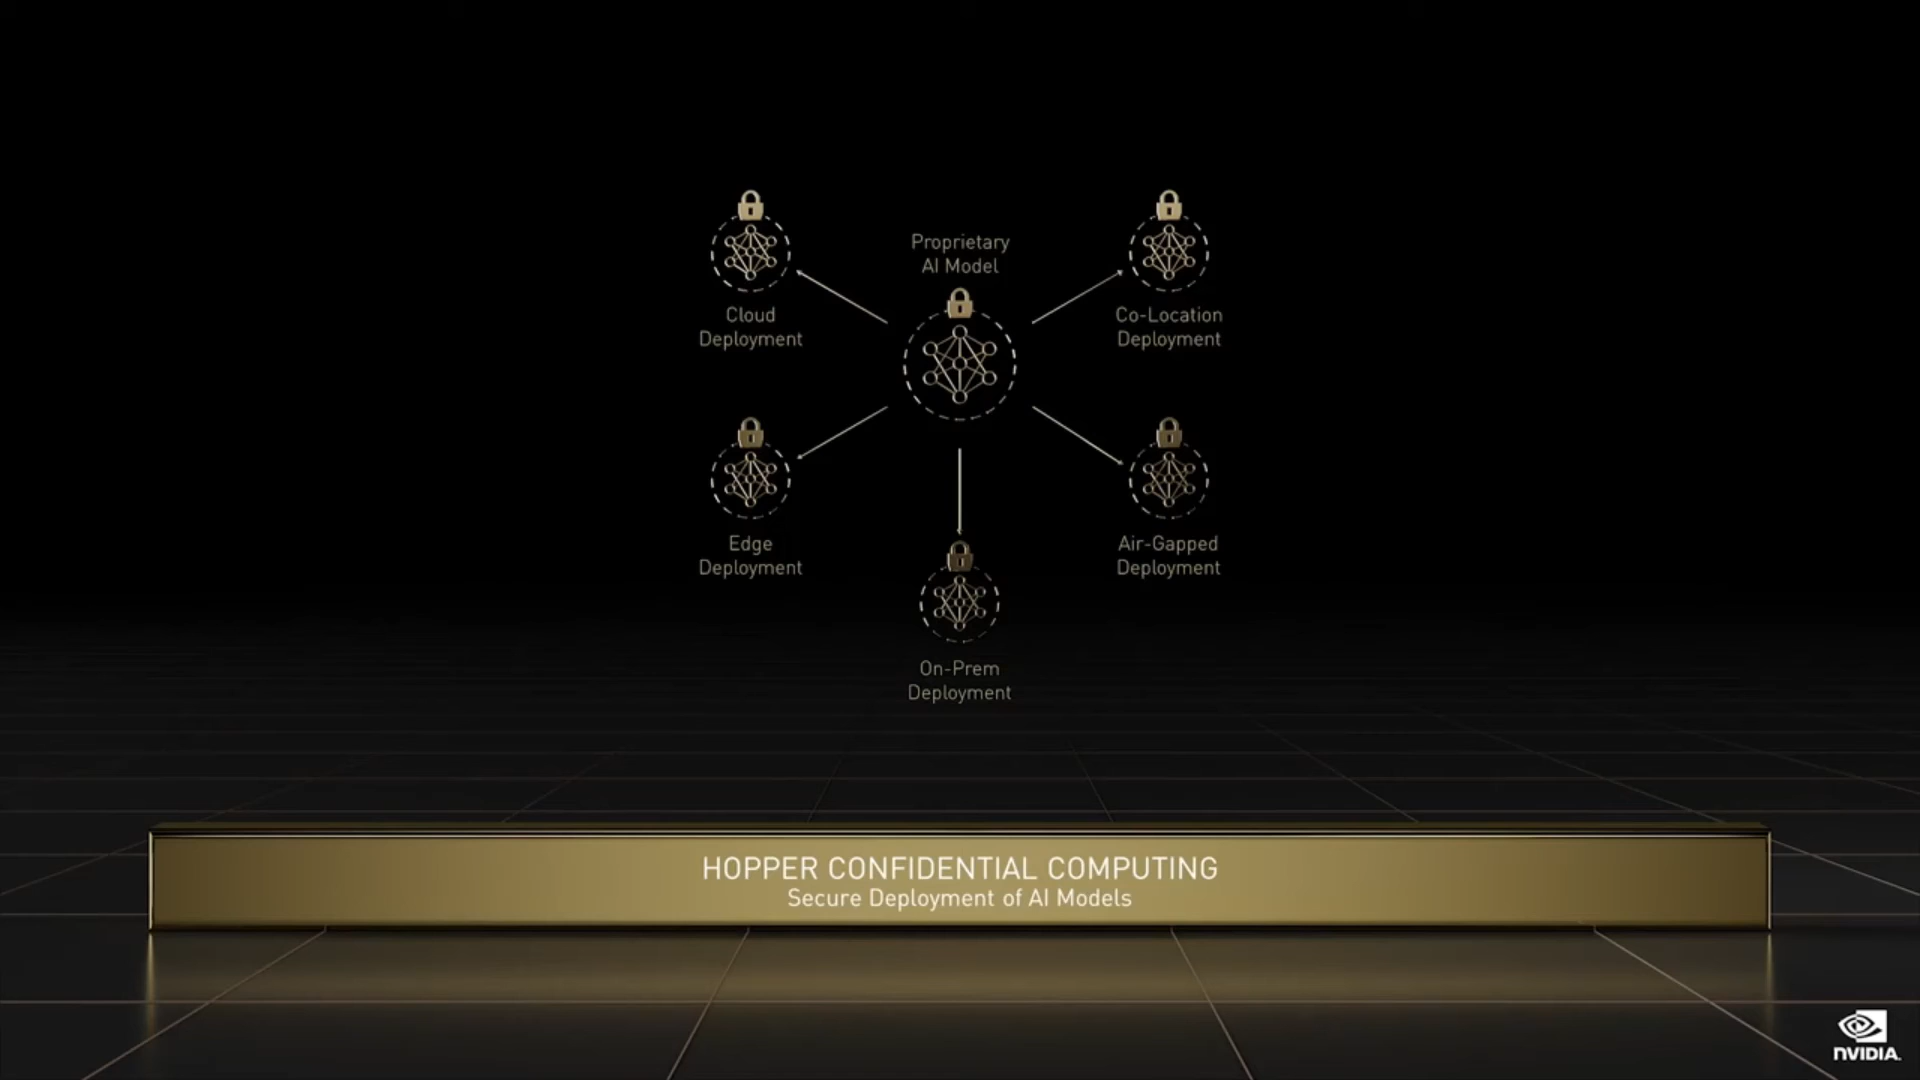 Proprietary
AI Model
Cloud
Deployment
Co-Location
Deployment
Edge
Deployment
Air-Gapped
Deployment
On-Prem
Deployment
HOPPER CONFIDENTIAL COMPUTING
Secure Deployment of AI Models
NVIDIA.